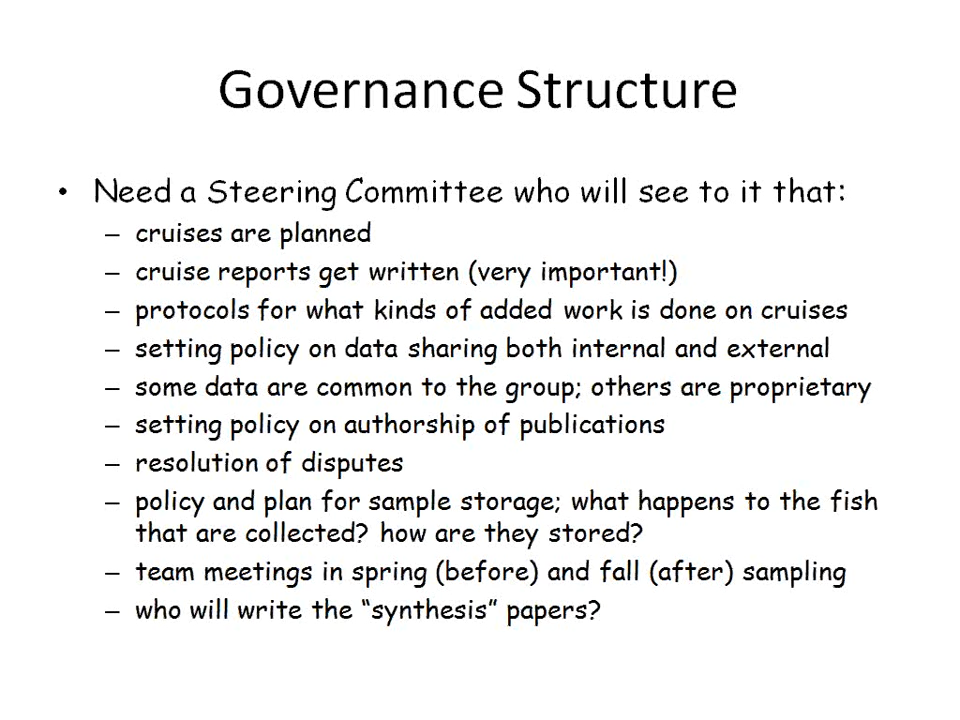 Governance Structure
• Need a Steering Committee who will see to it that:
– cruises are planned
– cruise reports get written (very important!)
– protocols for what kinds of added work is done on cruises
– setting policy on data sharing both internal and external
– some data are common to the group; others are proprietary
– setting policy on authorship of publications
– resolution of disputes
– policy and plan for sample storage; what happens to the fish
that are collected? how are they stored?
– team meetings in spring (before) and fall (after) sampling
– who will write the “synthesis” papers?